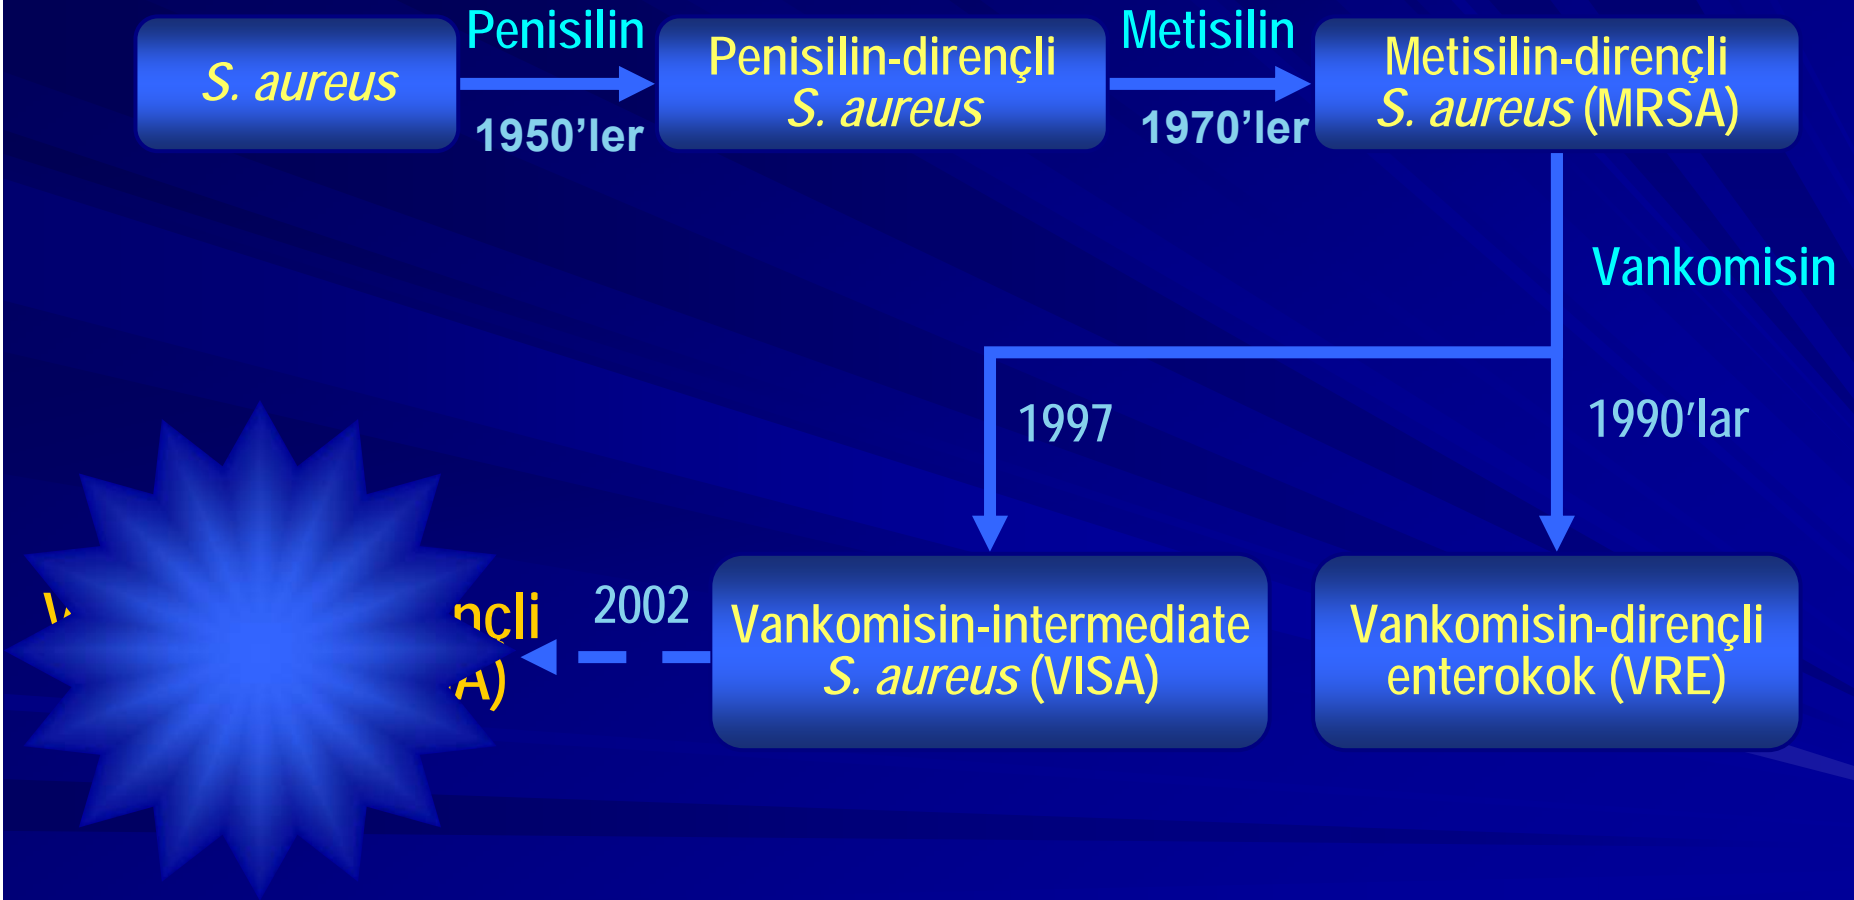 Penisilin
Metisilin
S. aureus
Penisilin-dirençli
S. aureus
Metisilin-dirençli
S. aureus (MRSA)
1950’ler
1970’ler
Vankomisin
1997
1990’lar
2002
Vankomisin-intermediate
S. aureus (VISA)
Vankomisin-dirençli
enterokok (VRE)